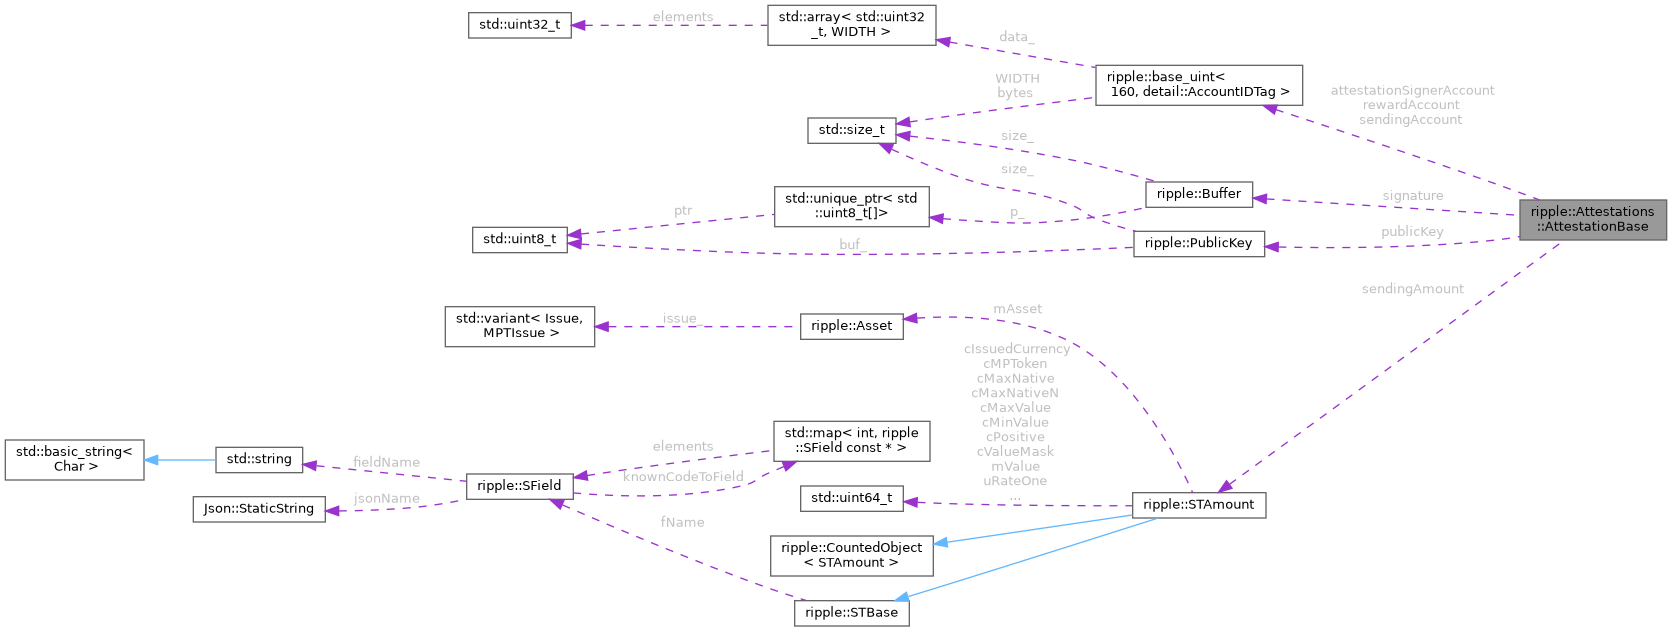 std::uint32_t
elements
std::array< std::uint32
_t, WIDTH >
data_
ripple::base_uint<
160, detail::AccountIDTag >
WIDTH
bytes
attestationSignerAccount
rewardAccount
sendingAccount
std::size_t
size_
size_
ripple::Buffer
signature
std::unique_ptr< std
::uint8_t[]>
ptr
p_
ripple::Attestations
::AttestationBase
std::uint8_t
buf_
ripple::PublicKey
publicKey
sendingAmount
std::variant< Issue,
MPTIssue >
issue_
ripple::Asset
mAsset
cIssuedCurrency
cMPToken
cMaxNative
cMaxNativeN
cMaxValue
cMinValue
cPositive
cValueMask
mValue
uRateOne
...
std::map< int, ripple
::SField const * >
elements
knownCodeToField
std::basic_string<
Char >
std::string
fieldName
ripple::SField
Json::StaticString
jsonName
std::uint64_t
ripple::STAmount
fName
ripple::CountedObject
< STAmount >
ripple::STBase